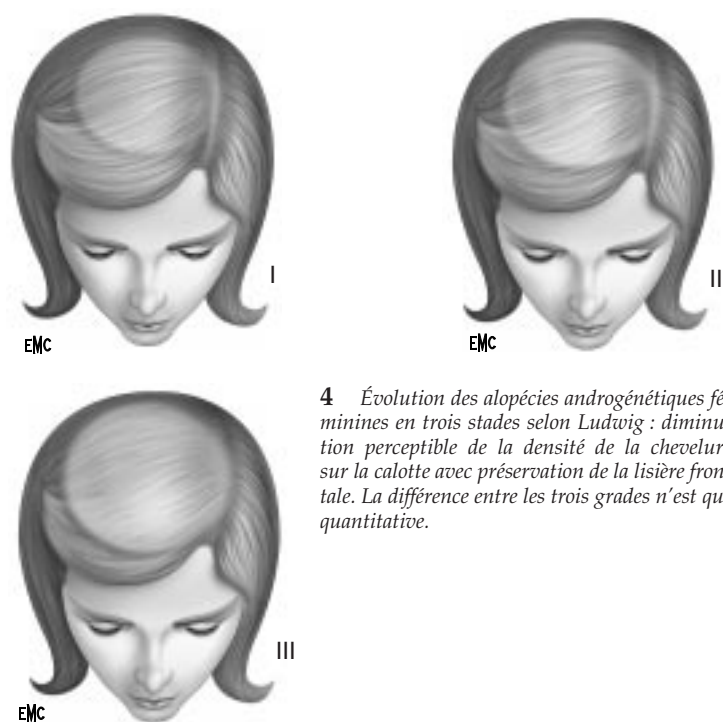 I
EMC
II
EMC
4 Évolution des alopécies androgénétiques fé
minines en trois stades selon Ludwig : diminu
tion perceptible de la densité de la chevelur
sur la calotte avec préservation de la lisière fron
tale. La différence entre les trois grades n'est qu
quantitative.
III
EMC